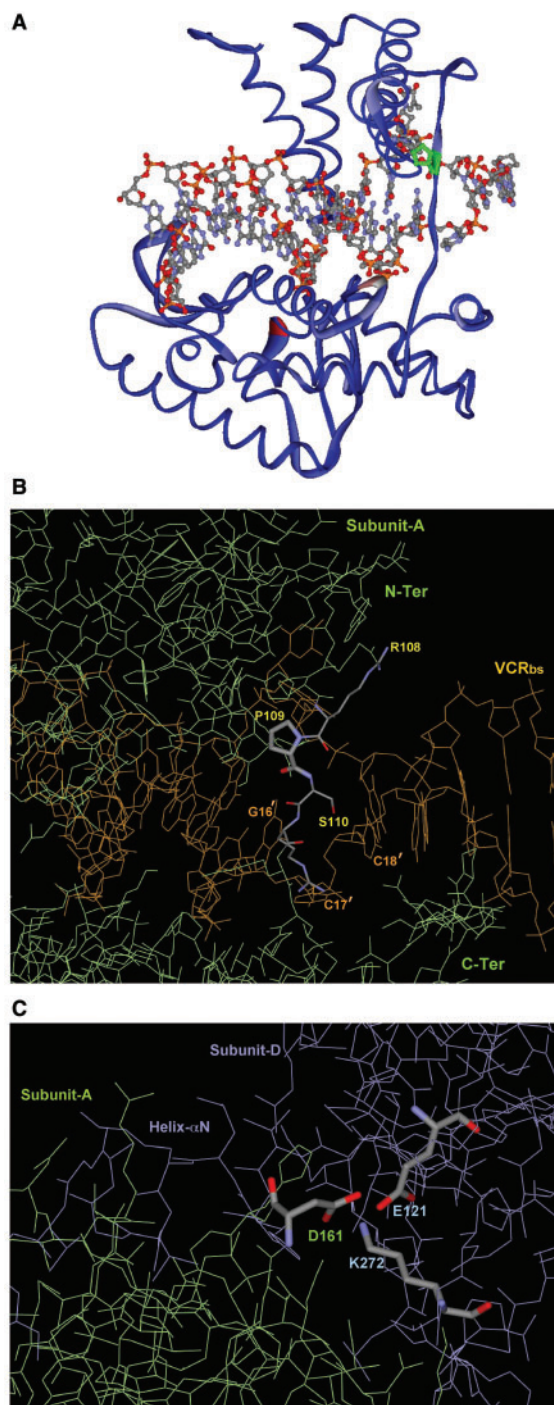 A
B
Subunit-A
N-Ter
R108
VCRbs
P109
G16′
S110
C18′
C17′
C-Ter
C
Subunit-D
Subunit-A
Helix-αN
E121
D161
K272